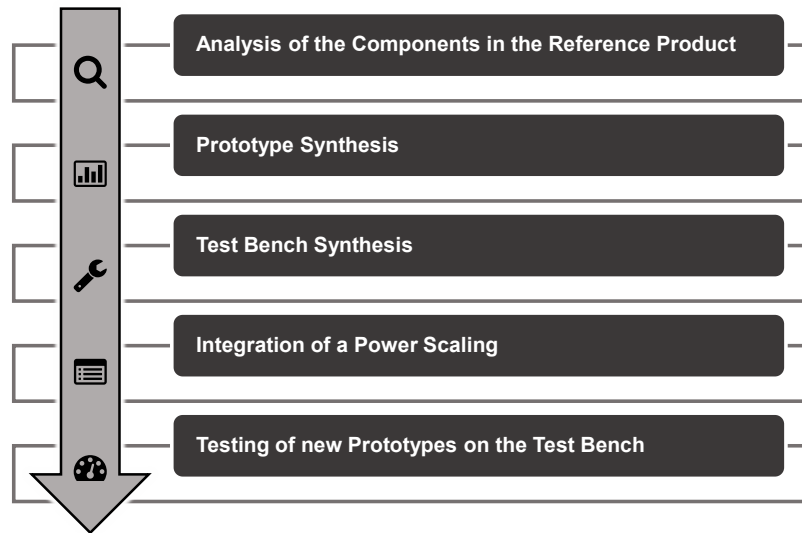 Analysis of the Components in the Reference Product
Prototype Synthesis
Test Bench Synthesis
Integration of a Power Scaling
Testing of new Prototypes on the Test Bench